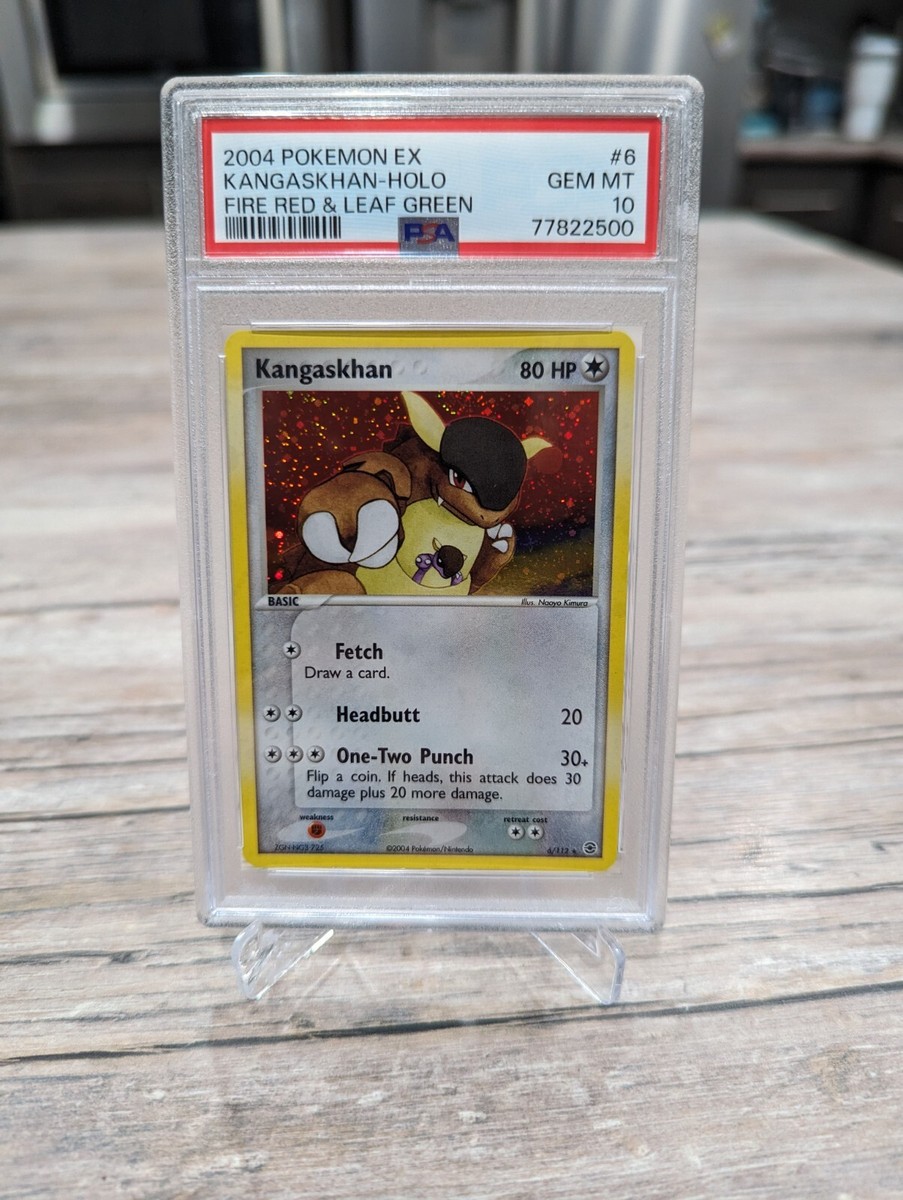 2004 POKEMON EX #6
KANGASKHAN-HOLO GEM MT
FIRE RED & LEAF GREEN 10
PSA 77822500
Kangaskhan 80 HP
BASIC Illus. Naoyo Kimura
Fetch
Draw a card.
Headbutt 20
One-Two Punch 30+
Flip a coin. If heads, this attack does 30
damage plus 20 more damage.
weakness resistance retreat cost
©2004 Pokémon/Nintendo 6/112